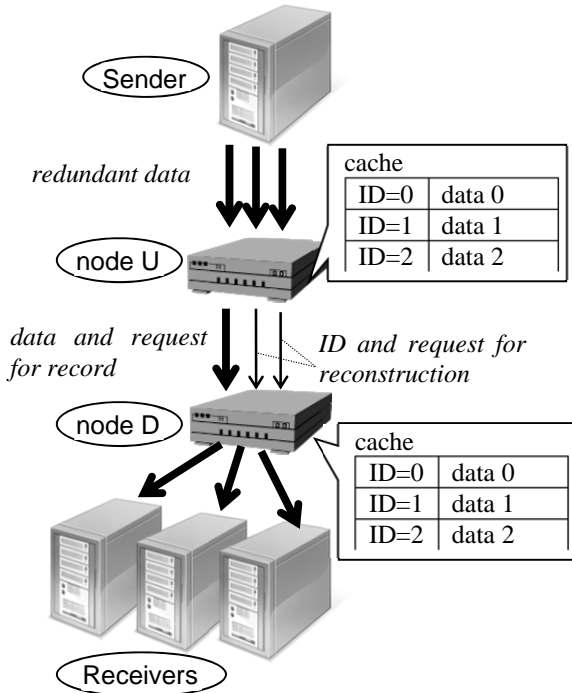 Sender
redundant data
cache
ID=0 data 0
ID=1 data 1
ID=2 data 2
node U
data and request
for record
ID and request for
reconstruction
node D
cache
ID=0 data 0
ID=1 data 1
ID=2 data 2
Receivers